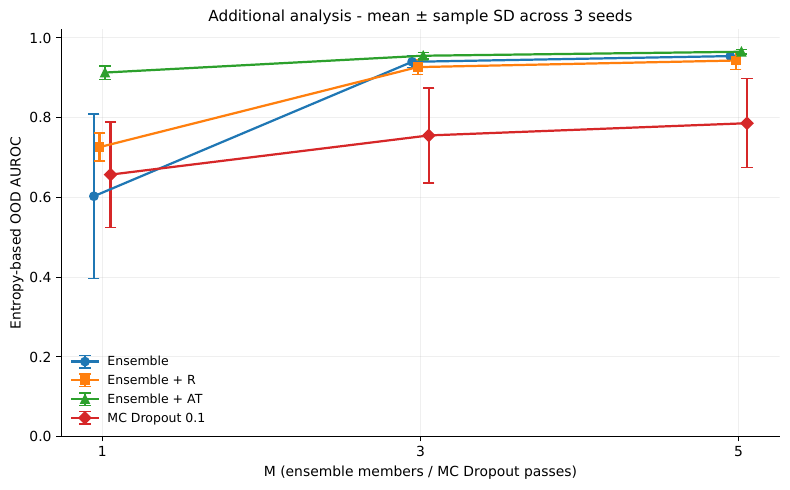 Additional analysis - mean ± sample SD across 3 seeds
Entropy-based OOD AUROC
1.0
0.8
0.6
0.4
0.2
0.0
Ensemble
Ensemble + R
Ensemble + AT
MC Dropout 0.1
1
3
5
M (ensemble members / MC Dropout passes)